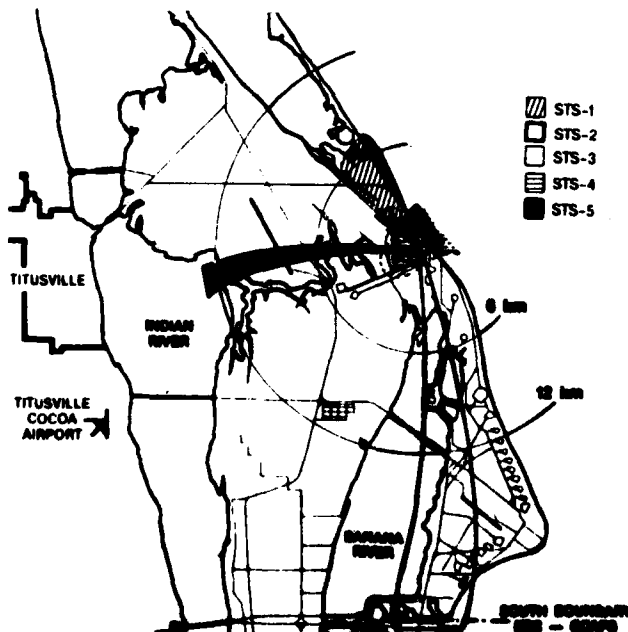 STS-1
STS-2
STS-3
STS-4
STS-5
TITUSVILLE
INDIAN
RIVER
6 km
TITUSVILLE
COCOA
AIRPORT
12 km
BANANA
RIVER
SOUTH BOUNDARY